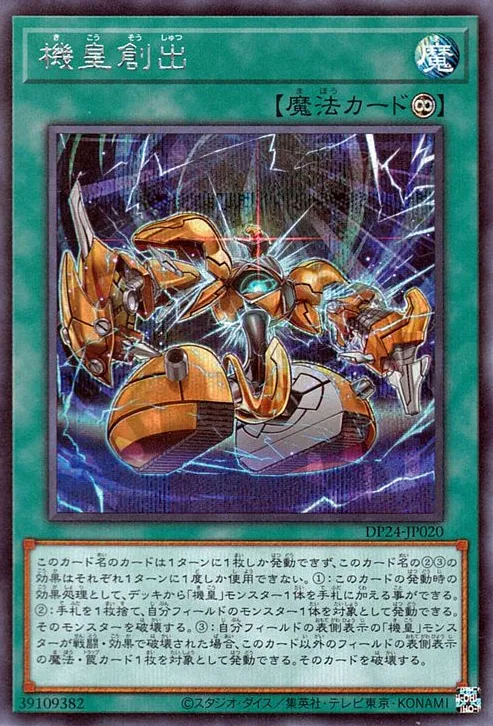 機皇創出
魔
【魔法カード】
DP24-JP020
このカード名のカードは1ターンに1枚しか発動できず、このカード名の②③の
効果はそれぞれ1ターンに1度しか使用できない。①:このカードの発動時の
効果処理として、デッキから「機皇」モンスター1体を手札に加える事ができる。
②:手札を1枚捨て、自分フィールドのモンスター1体を対象として発動できる。
そのモンスターを破壊する。③:自分フィールドの表側表示の「機皇」モンス
ターが戦闘・効果で破壊された場合、このカード以外のフィールドの表側表示
の魔法・罠カード1枚を対象として発動できる。そのカードを破壊する。
39109382
©スタジオ・ダイス/集英社・テレビ東京・KONAMI